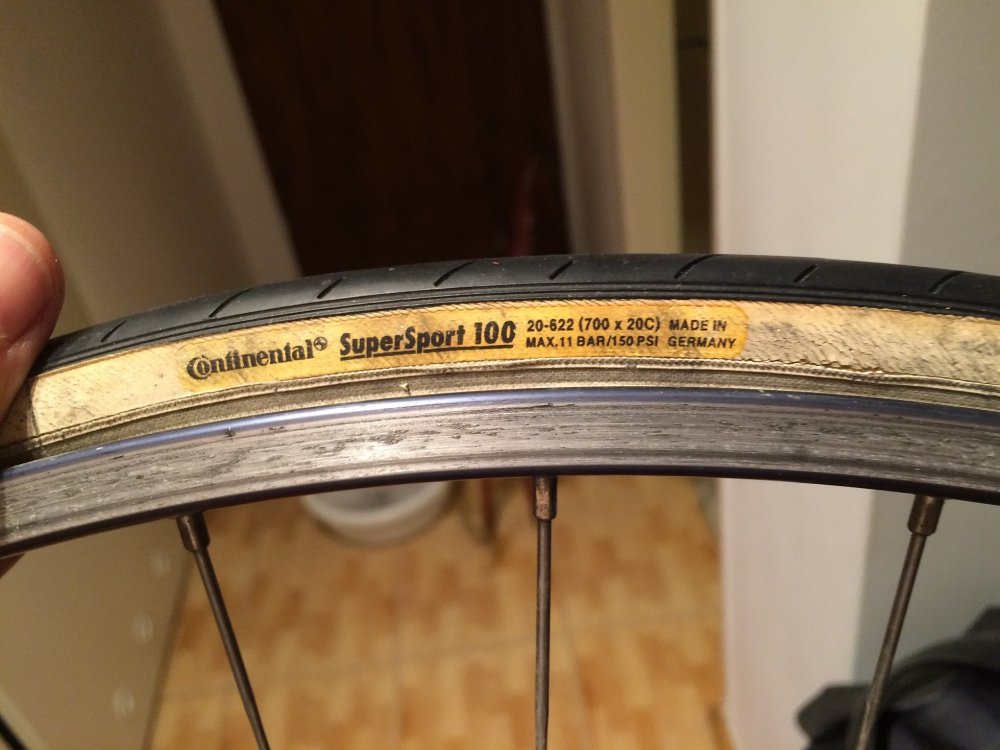 Continental SuperSport 100 20-622 (700 x 20C) MADE IN
MAX.11 BAR/150 PSI GERMANY